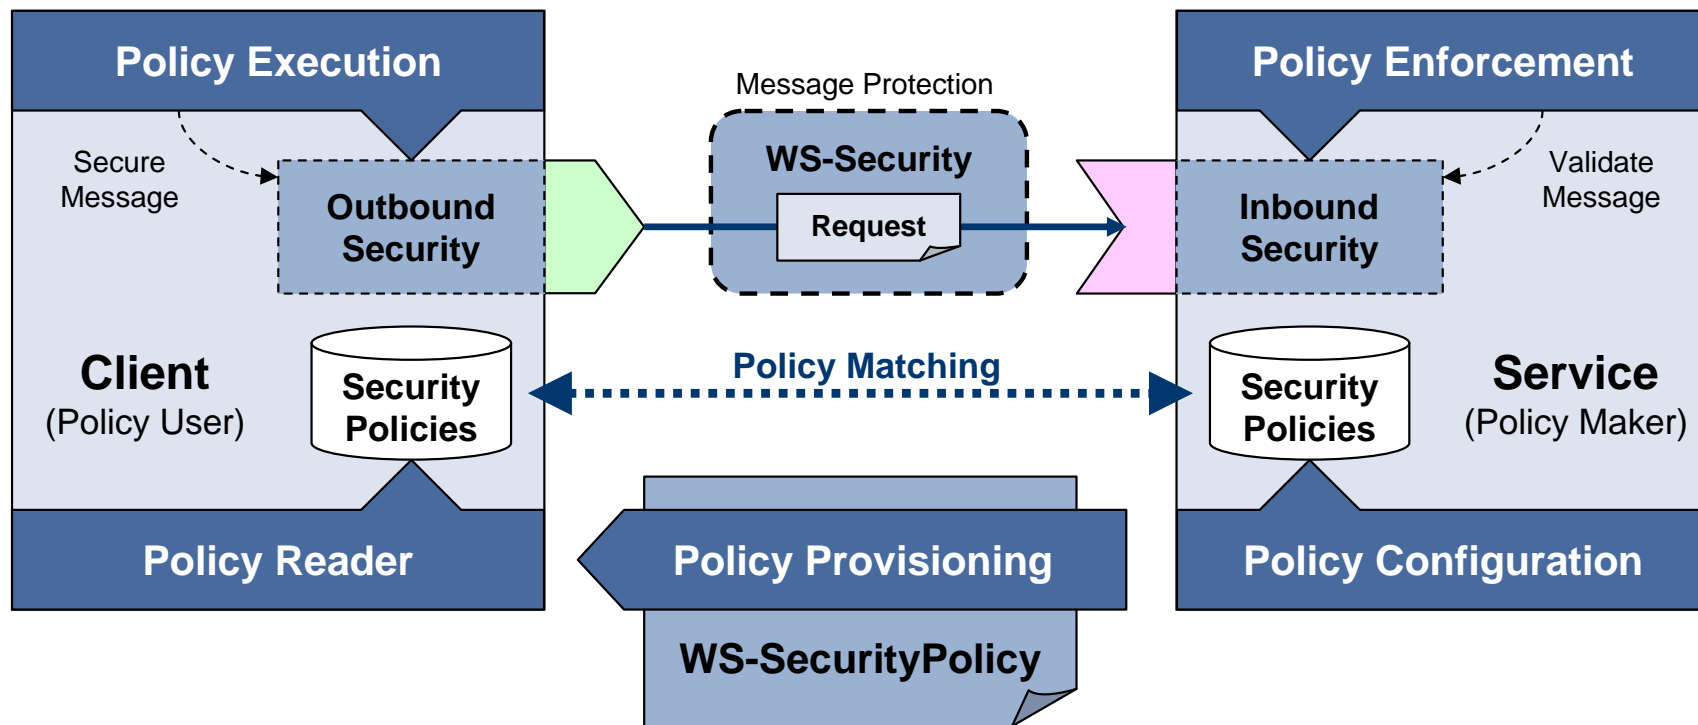 Policy Execution
Message Protection
Policy Enforcement
Secure
Message
Outbound
Security
WS-Security
Request
Inbound
Security
Validate
Message
Client
(Policy User)
Security
Policies
Policy Matching
Security
Policies
Service
(Policy Maker)
Policy Reader
Policy Provisioning
Policy Configuration
WS-SecurityPolicy